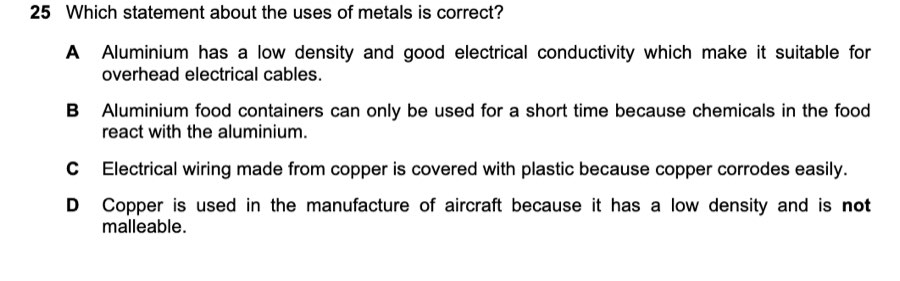 25 Which statement about the uses of metals is correct?
A Aluminium has a low density and good electrical conductivity which make it suitable for
overhead electrical cables.
B Aluminium food containers can only be used for a short time because chemicals in the food
react with the aluminium.
C Electrical wiring made from copper is covered with plastic because copper corrodes easily.
D Copper is used in the manufacture of aircraft because it has a low density and is not
malleable.